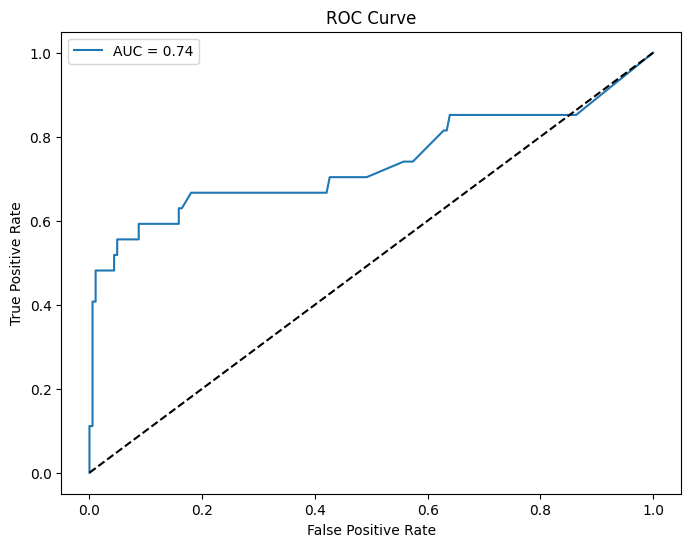 ROC Curve
AUC = 0.74
True Positive Rate
1.0
0.8
0.6
0.4
0.2
0.0
0.0 0.2 0.4 0.6 0.8 1.0
False Positive Rate